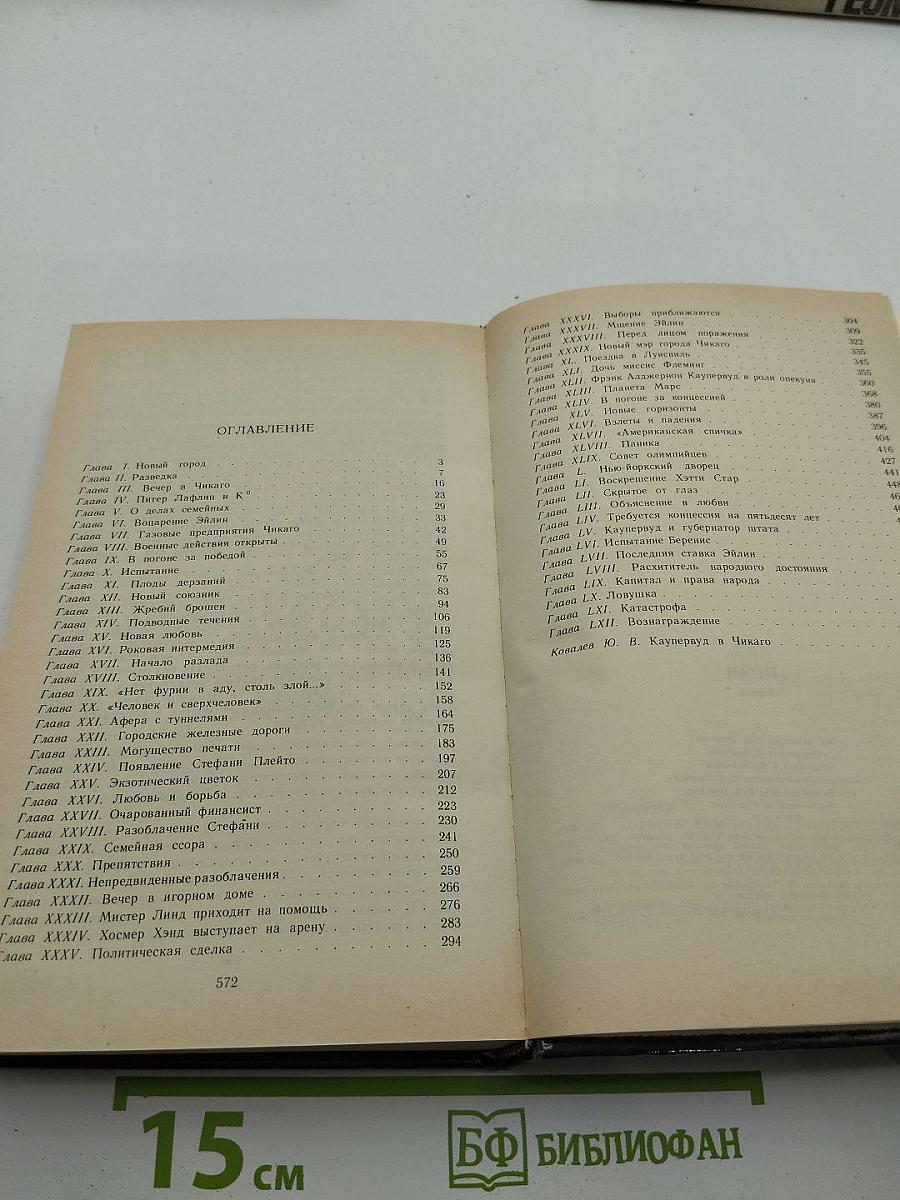 ОГЛАВЛЕНИЕ
Глава I. Новый город . . . 3
Глава II. Разведка . . . 7
Глава III. Вечер в Чикаго . . . 16
Глава IV. Питер Лафлин и К° . . . 23
Глава V. О делах семейных . . . 29
Глава VI. Воцарение Эйлин . . . 33
Глава VII. Газовые предприятия Чикаго . . . 42
Глава VIII. Военные действия открыты . . . 49
Глава IX. В погоне за победой . . . 55
Глава X. Испытание . . . 67
Глава XI. Плоды дерзаний . . . 75
Глава XII. Новый союзник . . . 83
Глава XIII. Жребий брошен . . . 94
Глава XIV. Подводные течения . . . 106
Глава XV. Новая любовь . . . 119
Глава XVI. Роковая интермедия . . . 125
Глава XVII. Начало разлада . . . 136
Глава XVIII. Столкновение . . . 141
Глава XIX. «Нет фурии в аду, столь злой...» . . . 152
Глава XX. «Человек и сверхчеловек» . . . 158
Глава XXI. Афера с туннелями . . . 164
Глава XXII. Городские железные дороги . . . 175
Глава XXIII. Могущество печати . . . 183
Глава XXIV. Появление Стефани Плейто . . . 197
Глава XXV. Экзотический цветок . . . 207
Глава XXVI. Любовь и борьба . . . 212
Глава XXVII. Очарованный финансист . . . 223
Глава XXVIII. Разоблачение Стефани . . . 230
Глава XXIX. Семейная ссора . . . 241
Глава XXX. Препятствия . . . 250
Глава XXXI. Непредвиденные разоблачения . . . 259
Глава XXXII. Вечер в игорном доме . . . 266
Глава XXXIII. Мистер Линд приходит на помощь . . . 276
Глава XXXIV. Хосмер Хэнд выступает на арену . . . 283
Глава XXXV. Политическая сделка . . . 294
572
Глава XXXVI. Выборы приближаются . . . 304
Глава XXXVII. Мщение Эйлин . . . 309
Глава XXXVIII. Перед лицом поражения . . . 322
Глава XXXIX. Новый мэр города Чикаго . . . 335
Глава XL. Поездка в Луисвиль . . . 345
Глава XLI. Дочь миссис Флеминг . . . 355
Глава XLII. Фрэнк Алджернон Каупервуд в роли опекуна . . . 360
Глава XLIII. Планета Марс . . . 368
Глава XLIV. В погоне за концессией . . . 380
Глава XLV. Новые горизонты . . . 387
Глава XLVI. Взлеты и падения . . . 396
Глава XLVII. «Американская спичка» . . . 404
Глава XLVIII. Паника . . . 416
Глава XLIX. Совет олимпийцев . . . 427
Глава L. Нью-йоркский дворец . . . 441
Глава LI. Воскрешение Хэтти Стар . . . 448
Глава LII. Скрытое от глаз . . .
Глава LIII. Объяснение в любви . . .
Глава LIV. Требуется концессия на пятьдесят лет . . .
Глава LV. Каупервуд и губернатор штата . . .
Глава LVI. Испытание Беренис . . .
Глава LVII. Последняя ставка Эйлин . . .
Глава LVIII. Расхититель народного достояния . . .
Глава LIX. Капитал и права народа . . .
Глава LX. Ловушка . . .
Глава LXI. Катастрофа . . .
Глава LXII. Вознаграждение . . .
Ковалев Ю. В. Каупервуд в Чикаго . . .
15 см
БФ БИБЛИОФАН